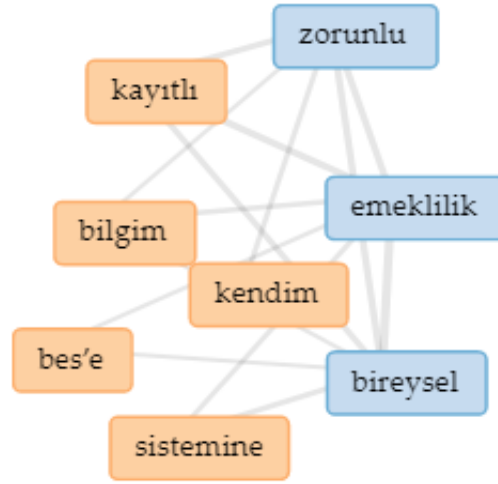 zorunlu
kayıtlı
emeklilik
bilgim
kendim
bes'e
bireysel
sistemine